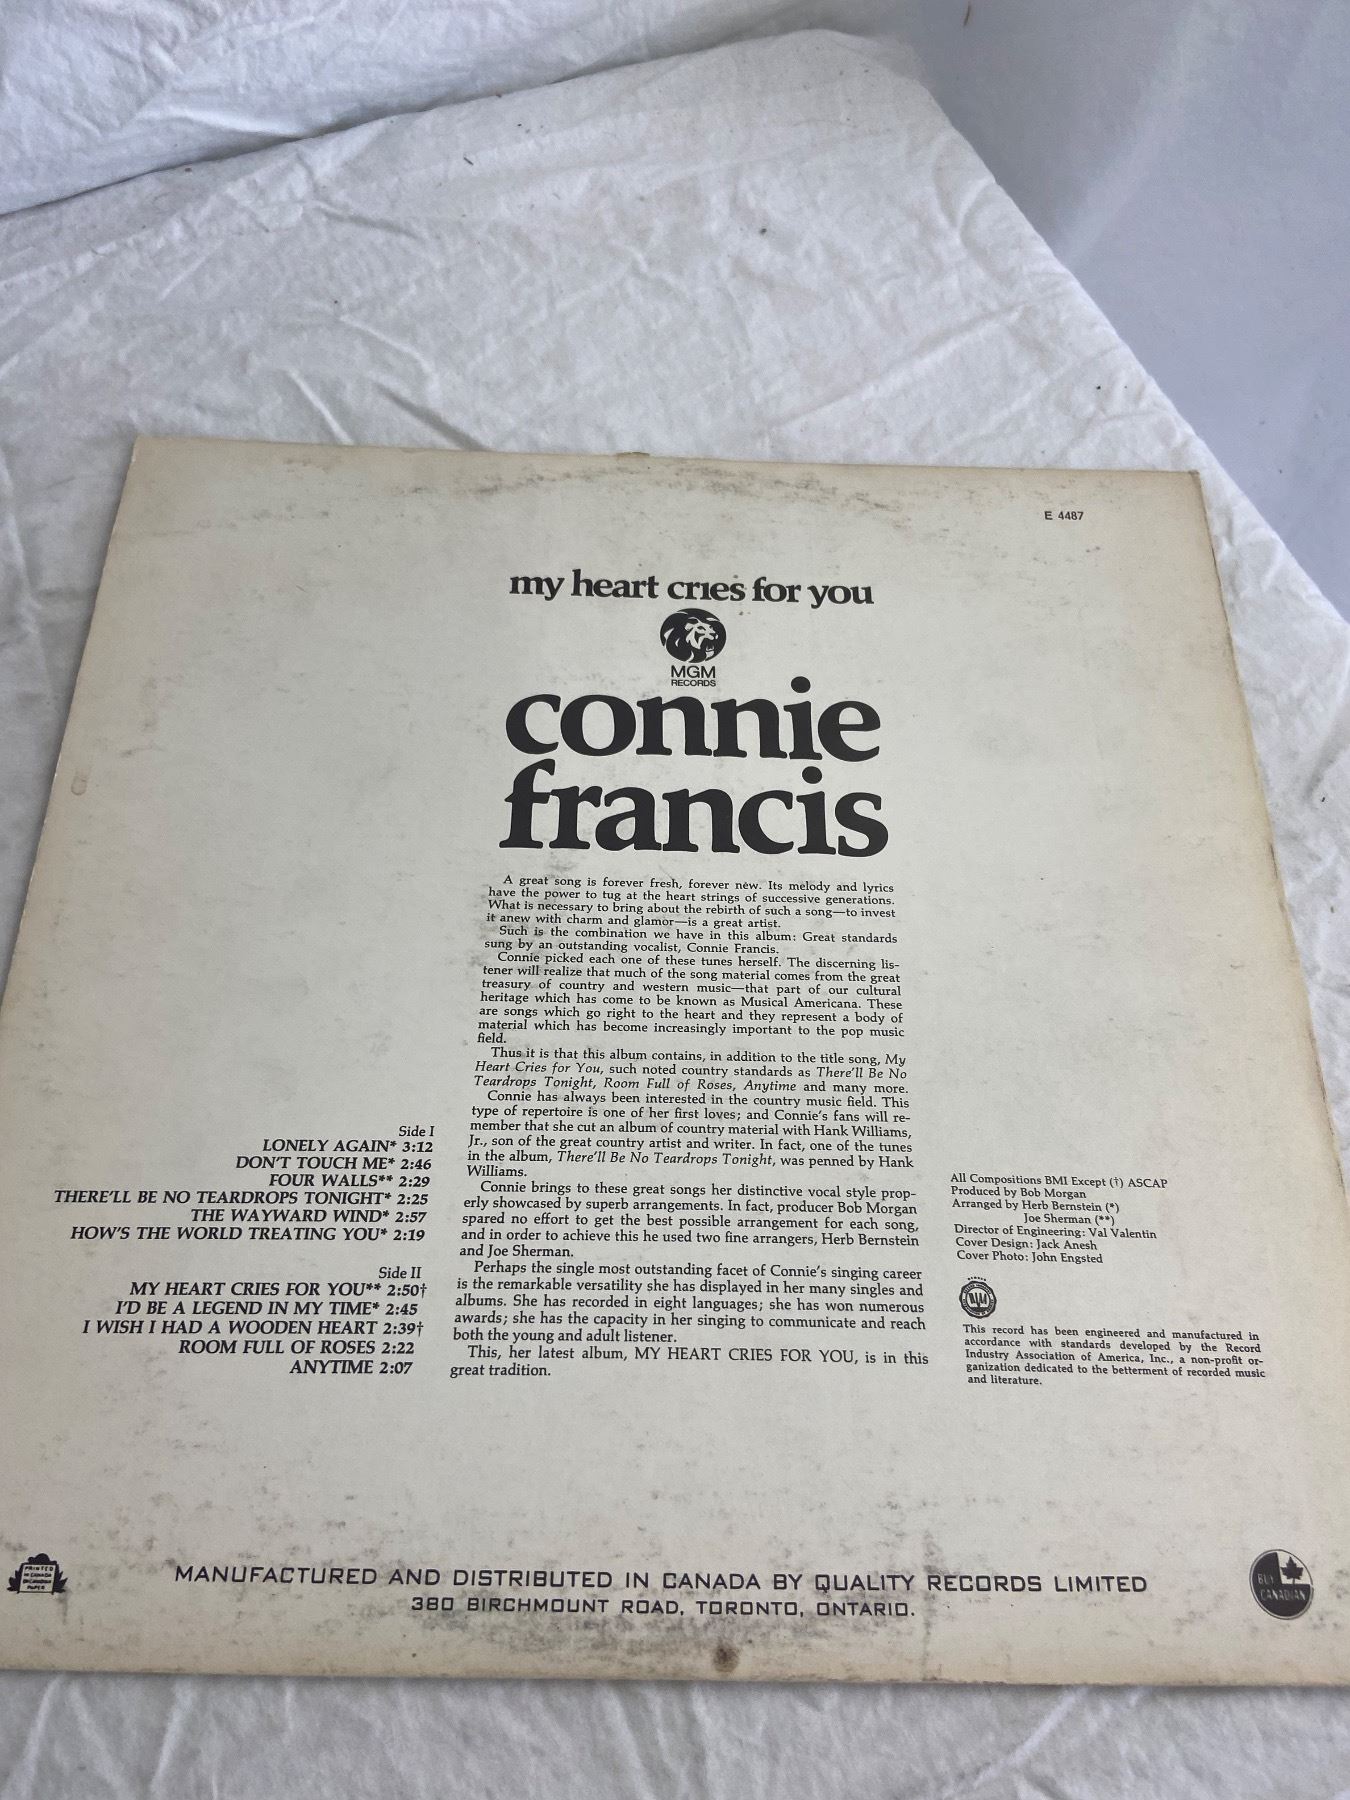 E 4487
my heart cries for you
MGM
RECORDS
connie
francis
A great song is forever fresh, forever new. Its melody and lyrics
have the power to tug at the heart strings of successive generations.
What is necessary to bring about the rebirth of such a song—to invest
it anew with charm and glamor—is a great artist.
Such is the combination we have in this album: Great standards
sung by an outstanding vocalist, Connie Francis.
Connie picked each one of these tunes herself. The discerning lis-
tener will realize that much of the song material comes from the great
treasury of country and western music—that part of our cultural
heritage which has come to be known as Musical Americana. These
are songs which go right to the heart and they represent a body of
material which has become increasingly important to the pop music
field.
Thus it is that this album contains, in addition to the title song, My
Heart Cries for You, such noted country standards as There'll Be No
Teardrops Tonight, Room Full of Roses, Anytime and many more.
Connie has always been interested in the country music field. This
type of repertoire is one of her first loves; and Connie's fans will re-
member that she cut an album of country material with Hank Williams,
Jr., son of the great country artist and writer. In fact, one of the tunes
in the album, There'll Be No Teardrops Tonight, was penned by Hank
Williams.
Connie brings to these great songs her distinctive vocal style prop-
erly showcased by superb arrangements. In fact, producer Bob Morgan
spared no effort to get the best possible arrangement for each song,
and in order to achieve this he used two fine arrangers, Herb Bernstein
and Joe Sherman.
Perhaps the single most outstanding facet of Connie's singing career
is the remarkable versatility she has displayed in her many singles and
albums. She has recorded in eight languages; she has won numerous
awards; she has the capacity in her singing to communicate and reach
both the young and adult listener.
This, her latest album, MY HEART CRIES FOR YOU, is in this
great tradition.
Side I
LONELY AGAIN* 3:12
DON'T TOUCH ME* 2:46
FOUR WALLS** 2:29
THERE'LL BE NO TEARDROPS TONIGHT* 2:25
THE WAYWARD WIND* 2:57
HOW'S THE WORLD TREATING YOU* 2:19
Side II
MY HEART CRIES FOR YOU** 2:50†
I'D BE A LEGEND IN MY TIME* 2:45
I WISH I HAD A WOODEN HEART 2:39†
ROOM FULL OF ROSES 2:22
ANYTIME 2:07
All Compositions BMI Except (†) ASCAP
Produced by Bob Morgan
Arranged by Herb Bernstein (*)
Joe Sherman (**)
Director of Engineering: Val Valentin
Cover Design: Jack Anesh
Cover Photo: John Engsted
This record has been engineered and manufactured in
accordance with standards developed by the Record
Industry Association of America, Inc., a non-profit or-
ganization dedicated to the betterment of recorded music
and literature.
PRINTED
IN CANADA
ON CANADIAN
PAPER
MANUFACTURED AND DISTRIBUTED IN CANADA BY QUALITY RECORDS LIMITED
380 BIRCHMOUNT ROAD, TORONTO, ONTARIO.
BUY
CANADIAN